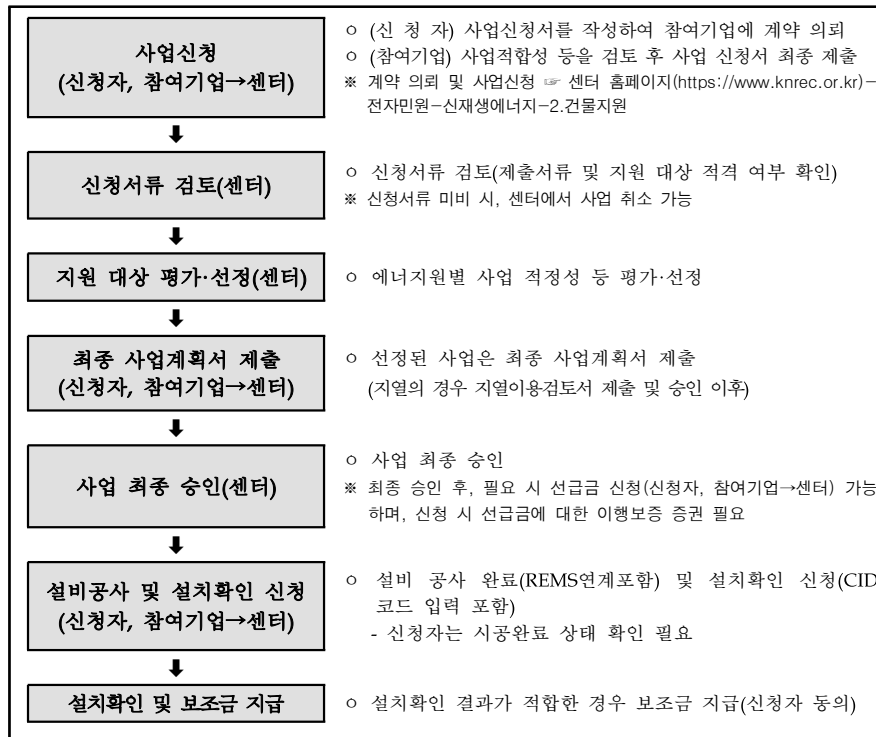 사업신청
(신청자, 참여기업→센터)
ㅇ (신 청 자) 사업신청서를 작성하여 참여기업에 계약 의뢰
ㅇ (참여기업) 사업적합성 등을 검토 후 사업 신청서 최종 제출
※ 계약 의뢰 및 사업신청 ☞ 센터 홈페이지(https://www.knrec.or.kr)-
전자민원-신재생에너지-2.건물지원
⬇
신청서류 검토(센터)
ㅇ 신청서류 검토(제출서류 및 지원 대상 적격 여부 확인)
※ 신청서류 미비 시, 센터에서 사업 취소 가능
⬇
지원 대상 평가·선정(센터)
ㅇ 에너지원별 사업 적정성 등 평가·선정
⬇
최종 사업계획서 제출
(신청자, 참여기업→센터)
ㅇ 선정된 사업은 최종 사업계획서 제출
(지열의 경우 지열이용검토서 제출 및 승인 이후)
⬇
사업 최종 승인(센터)
ㅇ 사업 최종 승인
※ 최종 승인 후, 필요 시 선급금 신청(신청자, 참여기업→센터) 가능
하며, 신청 시 선급금에 대한 이행보증 증권 필요
⬇
설비공사 및 설치확인 신청
(신청자, 참여기업→센터)
ㅇ 설비 공사 완료(REMS연계포함) 및 설치확인 신청(CID
코드 입력 포함)
- 신청자는 시공완료 상태 확인 필요
⬇
설치확인 및 보조금 지급
ㅇ 설치확인 결과가 적합한 경우 보조금 지급(신청자 동의)